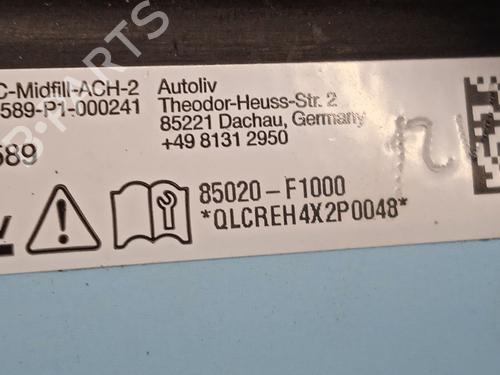 C-Midfill-ACH-2
589-P1-000241
589
Autoliv
Theodor-Heuss-Str. 2
85221 Dachau, Germany
+49 8131 2950
85020-F1000
*QLCREH4X2P0048*